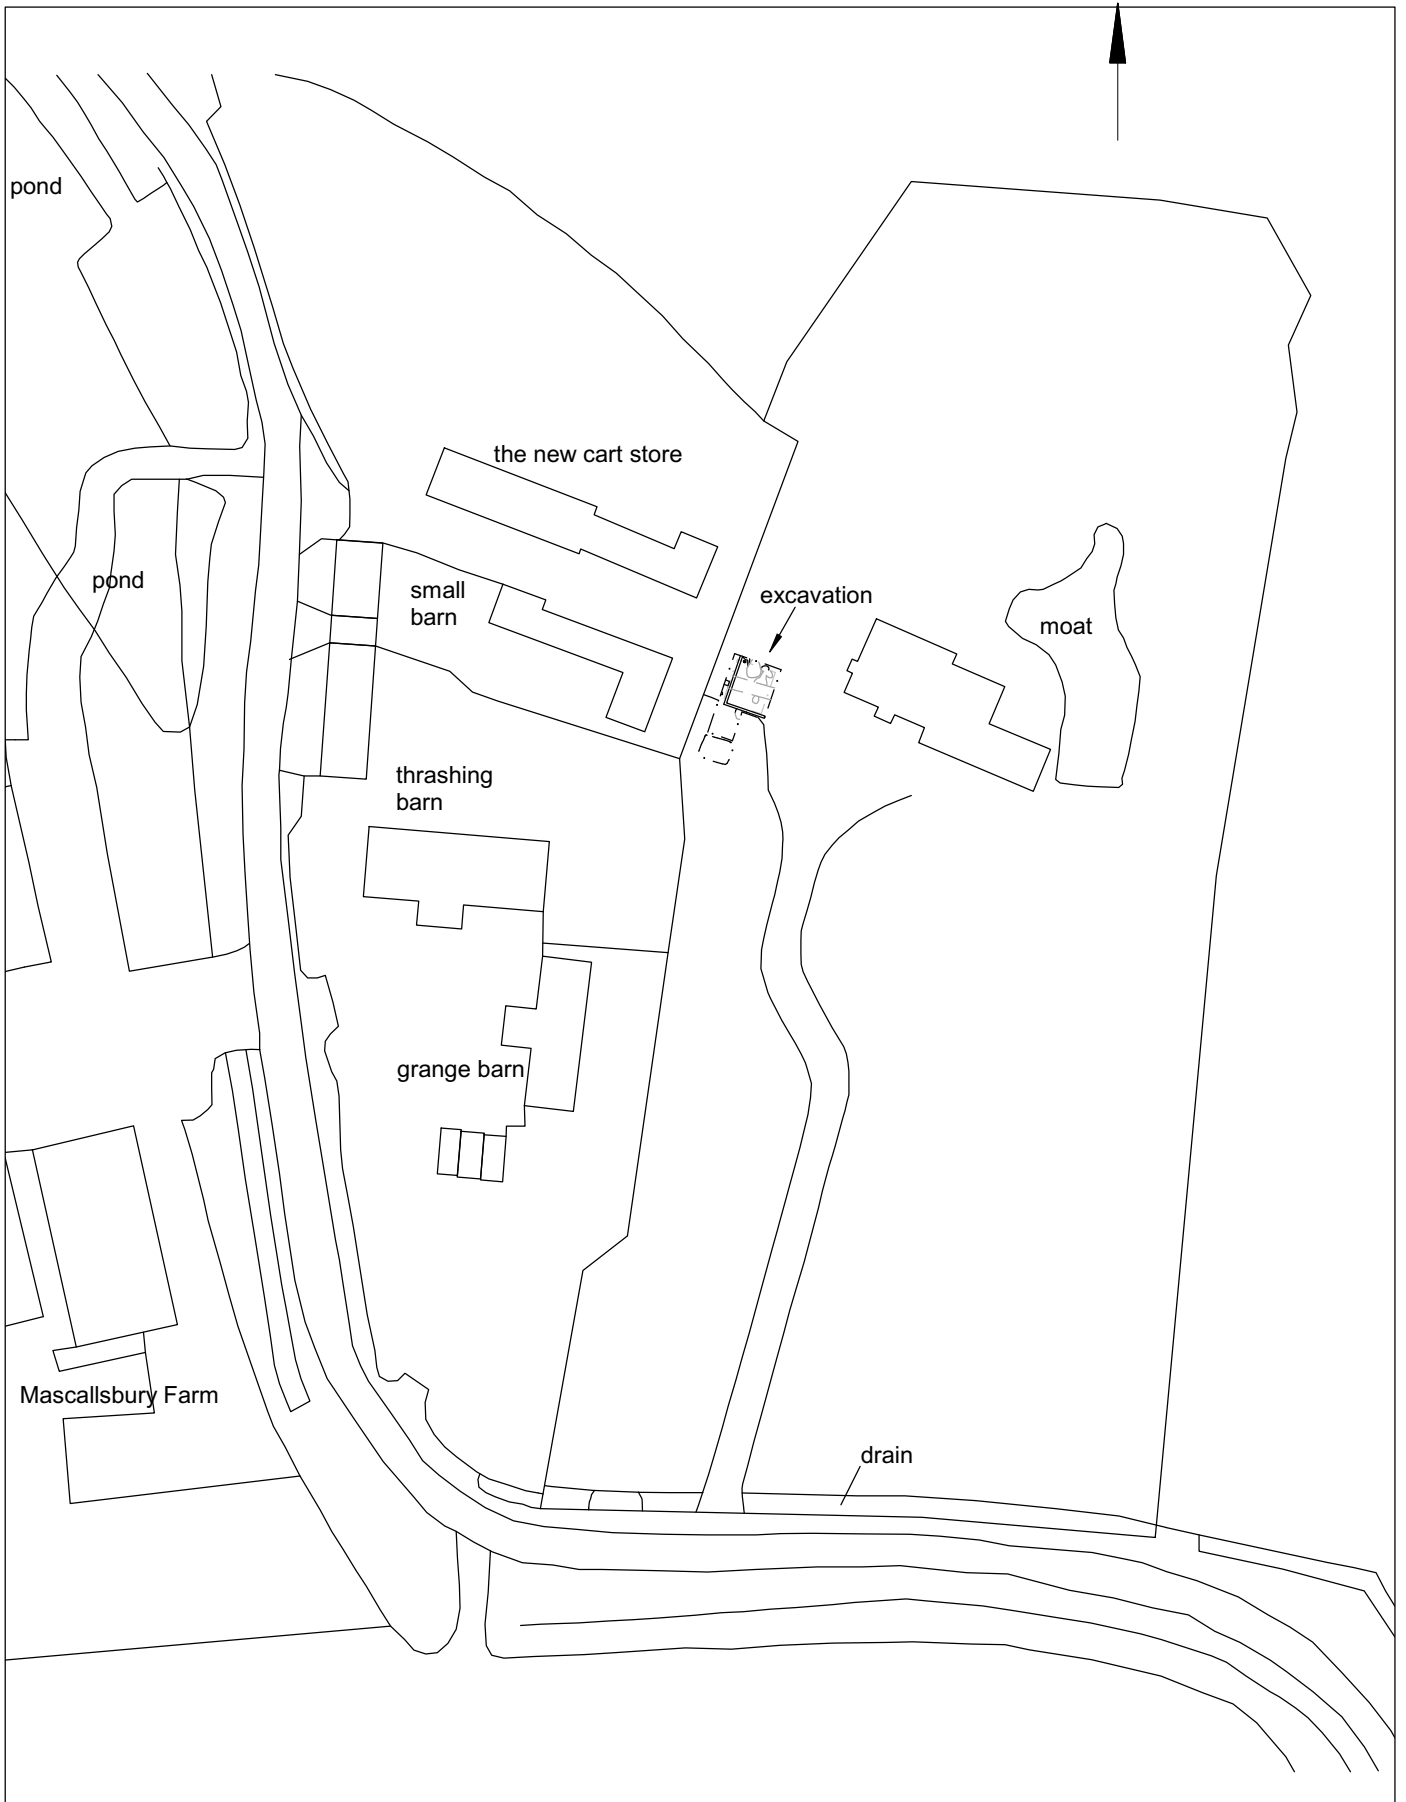 pond
the new cart store
pond
small
barn
excavation
moat
thrashing
barn
grange barn
Mascallsbury Farm
drain